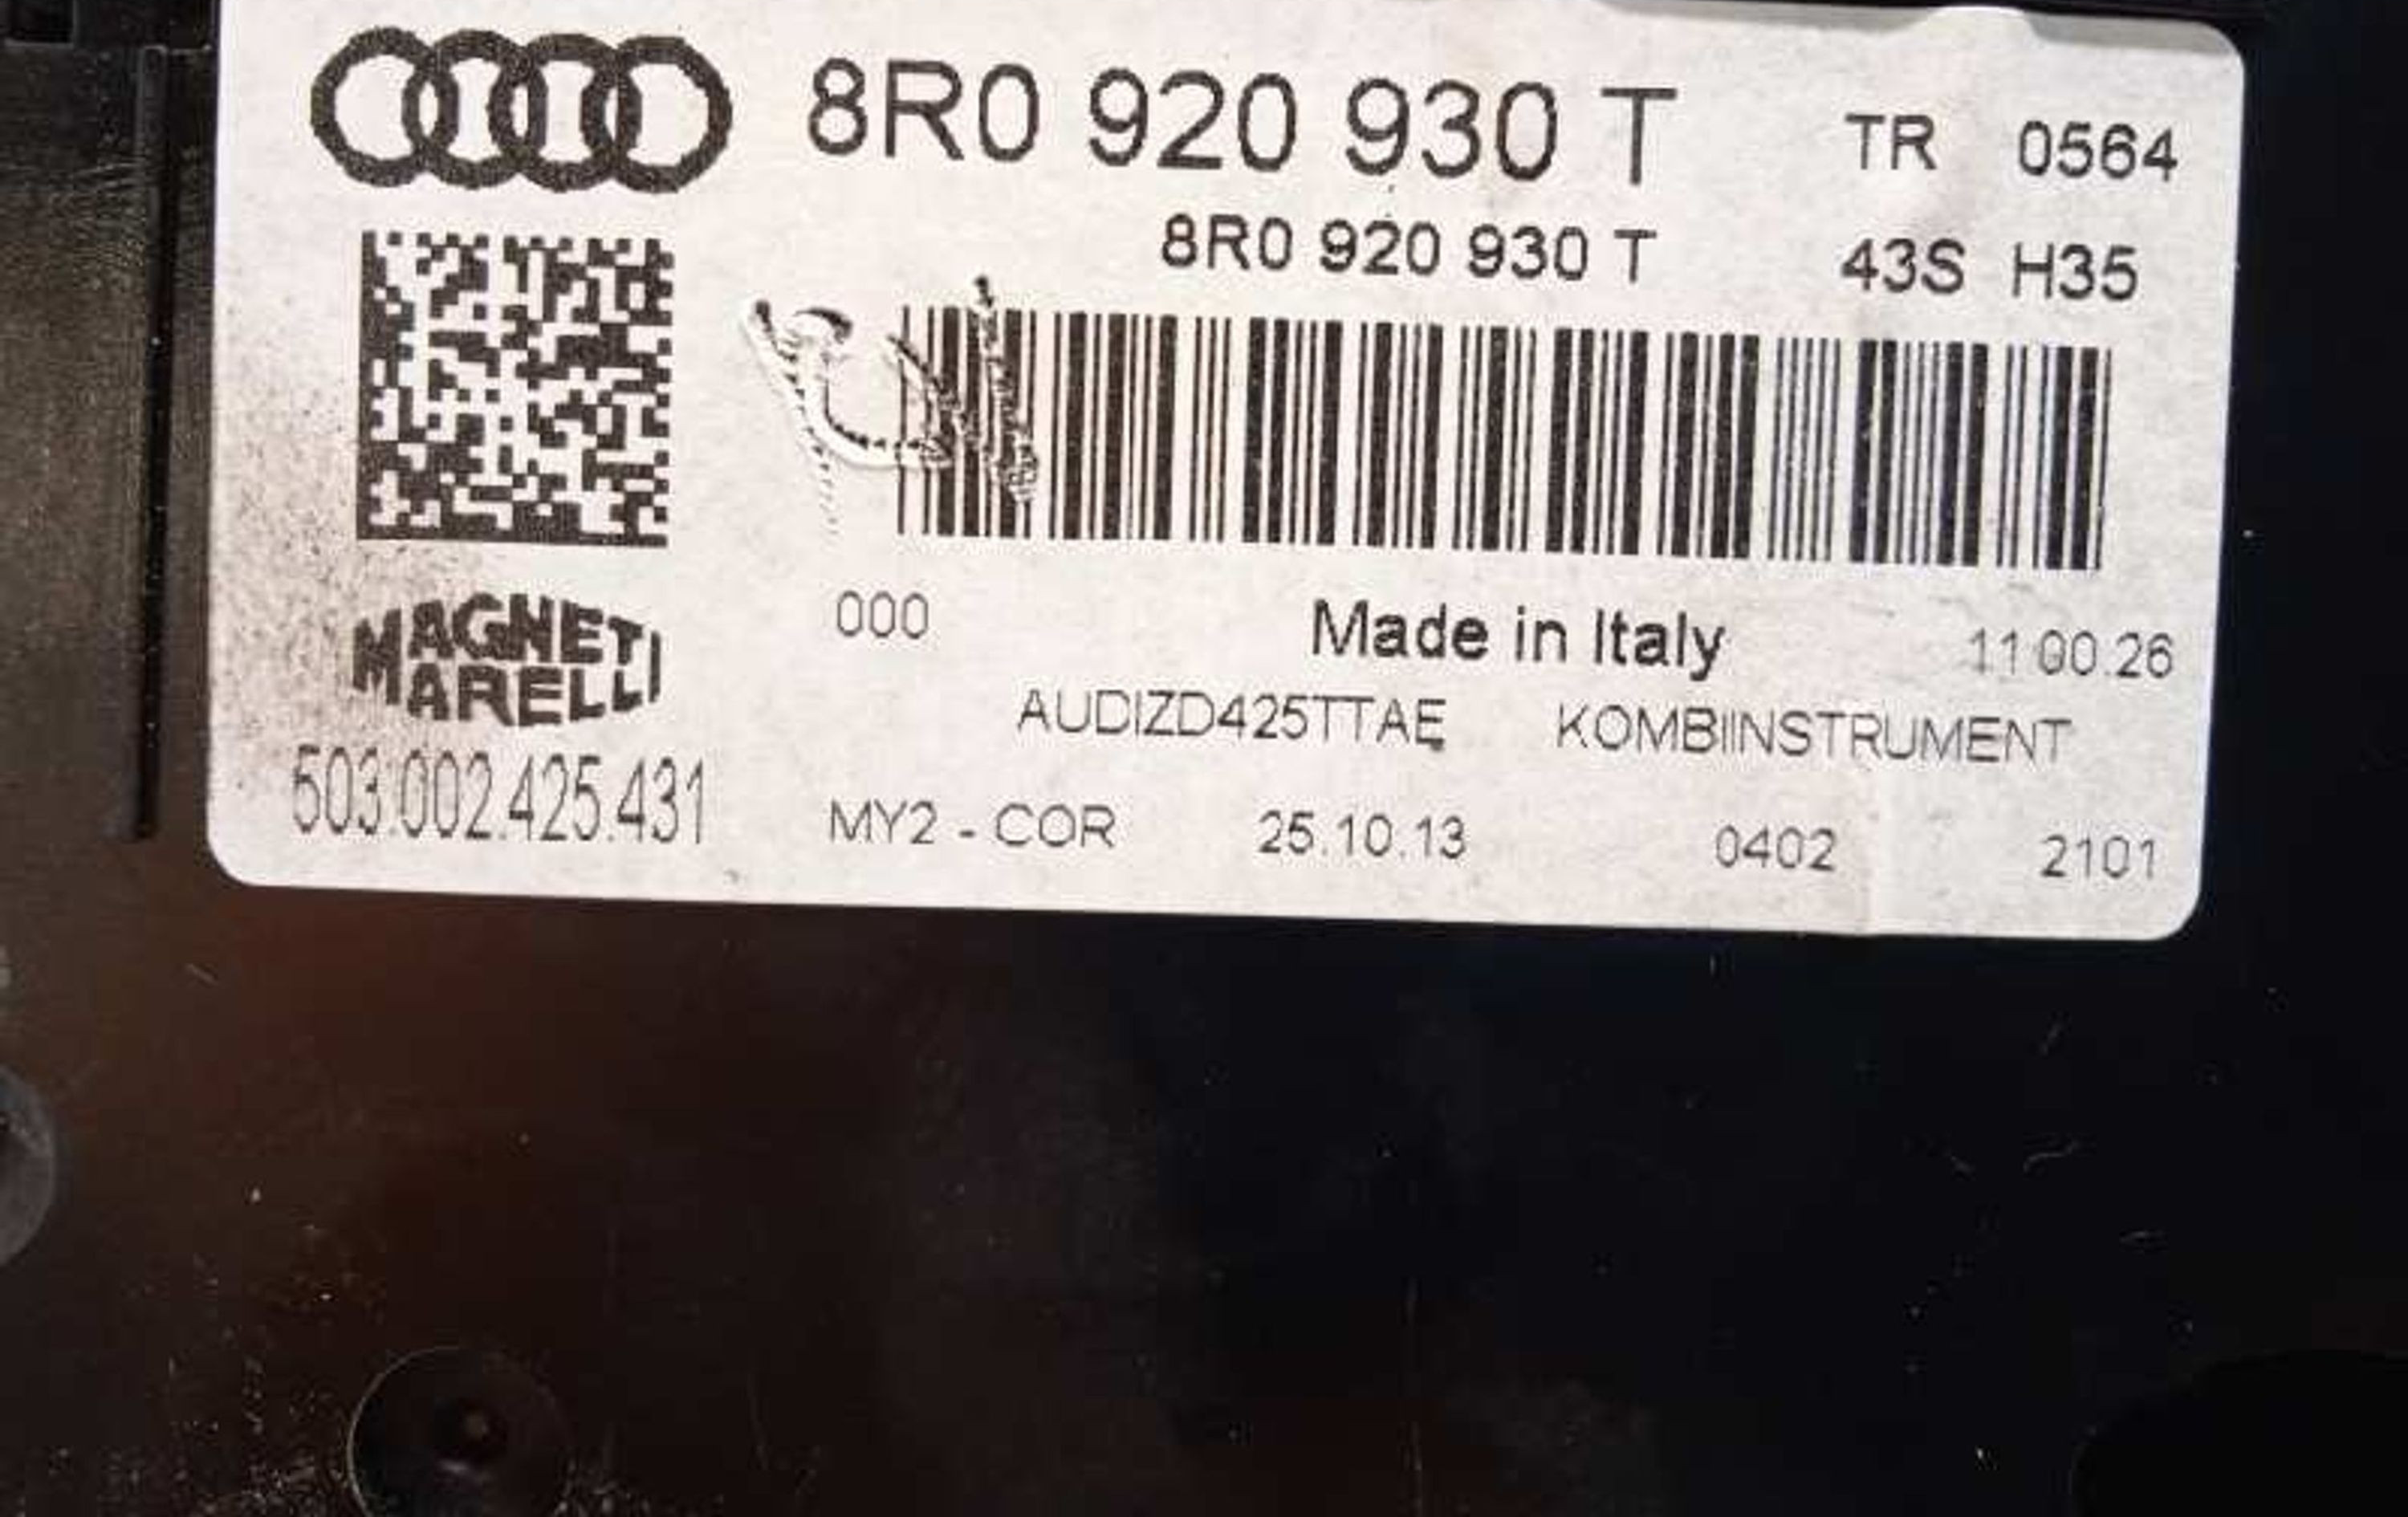 8R0 920 930 T TR 0564
8R0 920 930 T 43S H35
MAGNETI
MARELLI
000 Made in Italy 11:00:26
AUDIZD425TTAE KOMBIINSTRUMENT
503.002.425.431 MY2 - COR 25.10.13 0402 2101